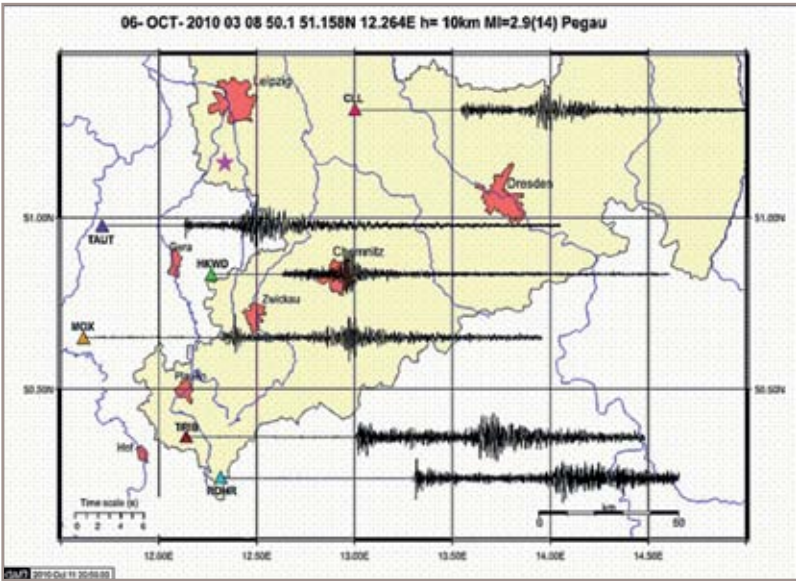 06- OCT- 2010 03 08 50.1 51.158N 12.264E h= 10km Ml=2.9(14) Pegau
Leipzig
CLL
Dresden
51.00N
51.00N
TAUT
Gera
HKWD
Chemnitz
Zwickau
MOX
50.50N
50.50N
Plauen
TRIB
Hof
ROHR
Time scale (s)
0 2 4 6
km
0 50
12.00E 12.50E 13.00E 13.50E 14.00E 14.50E
2010 Oct 11